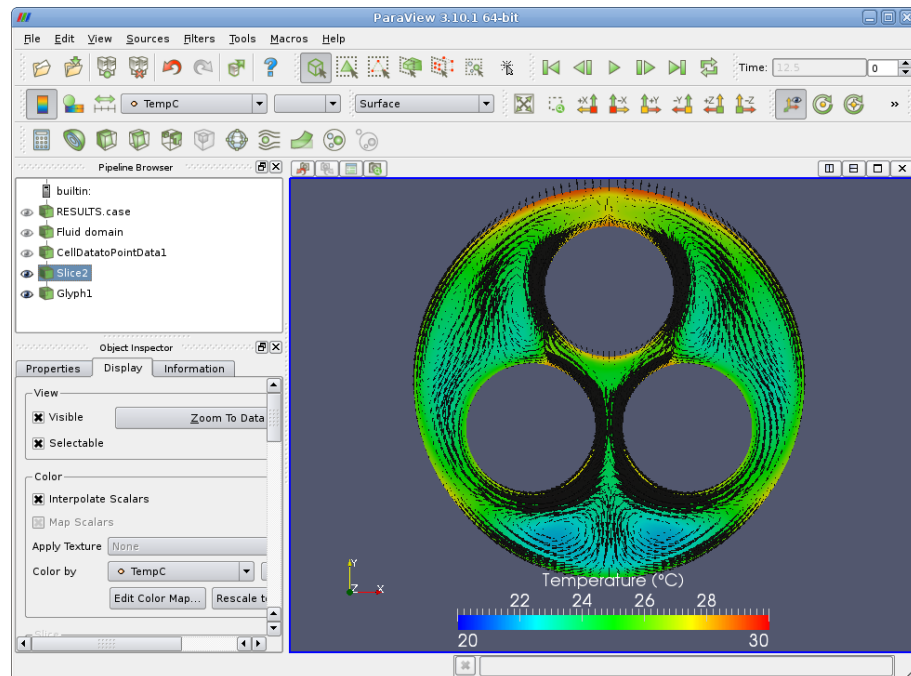 ParaView 3.10.1 64-bit
File Edit View Sources Filters Tools Macros Help
Time: 12.5 0
TempC Surface »
Pipeline Browser
builtin:
RESULTS.case
Fluid domain
CellDatatoPointData1
Slice2
Glyph1
Object Inspector
Properties Display Information
View
Visible Zoom To Data
Selectable
Color
Interpolate Scalars
Map Scalars
Apply Texture None
Color by TempC
Edit Color Map... Rescale t
Slice
Y
Z X
Temperature (°C)
22 24 26 28
20 30